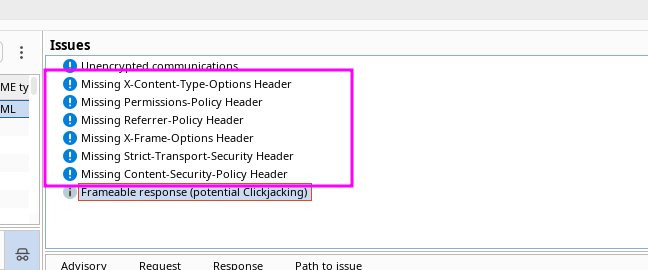 Issues
Unencrypted communications
ME ty
Missing X-Content-Type-Options Header
Missing Permissions-Policy Header
ML
Missing Referrer-Policy Header
Missing X-Frame-Options Header
Missing Strict-Transport-Security Header
Missing Content-Security-Policy Header
Frameable response (potential Clickjacking)
Advisory Request Response Path to issue